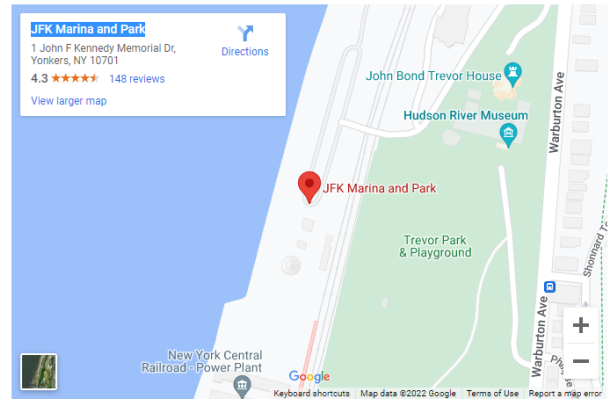 JFK Marina and Park
1 John F Kennedy Memorial Dr,
Yonkers, NY 10701
4.3
148 reviews
View larger map
Directions
John Bond Trevor House
Hudson River Museum
Warburton Ave
JFK Marina and Park
Trevor Park
& Playground
Warburton Ave
New York Central
Railroad - Power Plant
Google
Keyboard shortcuts
Map data ©2022 Google
Terms of Use
Report a map error